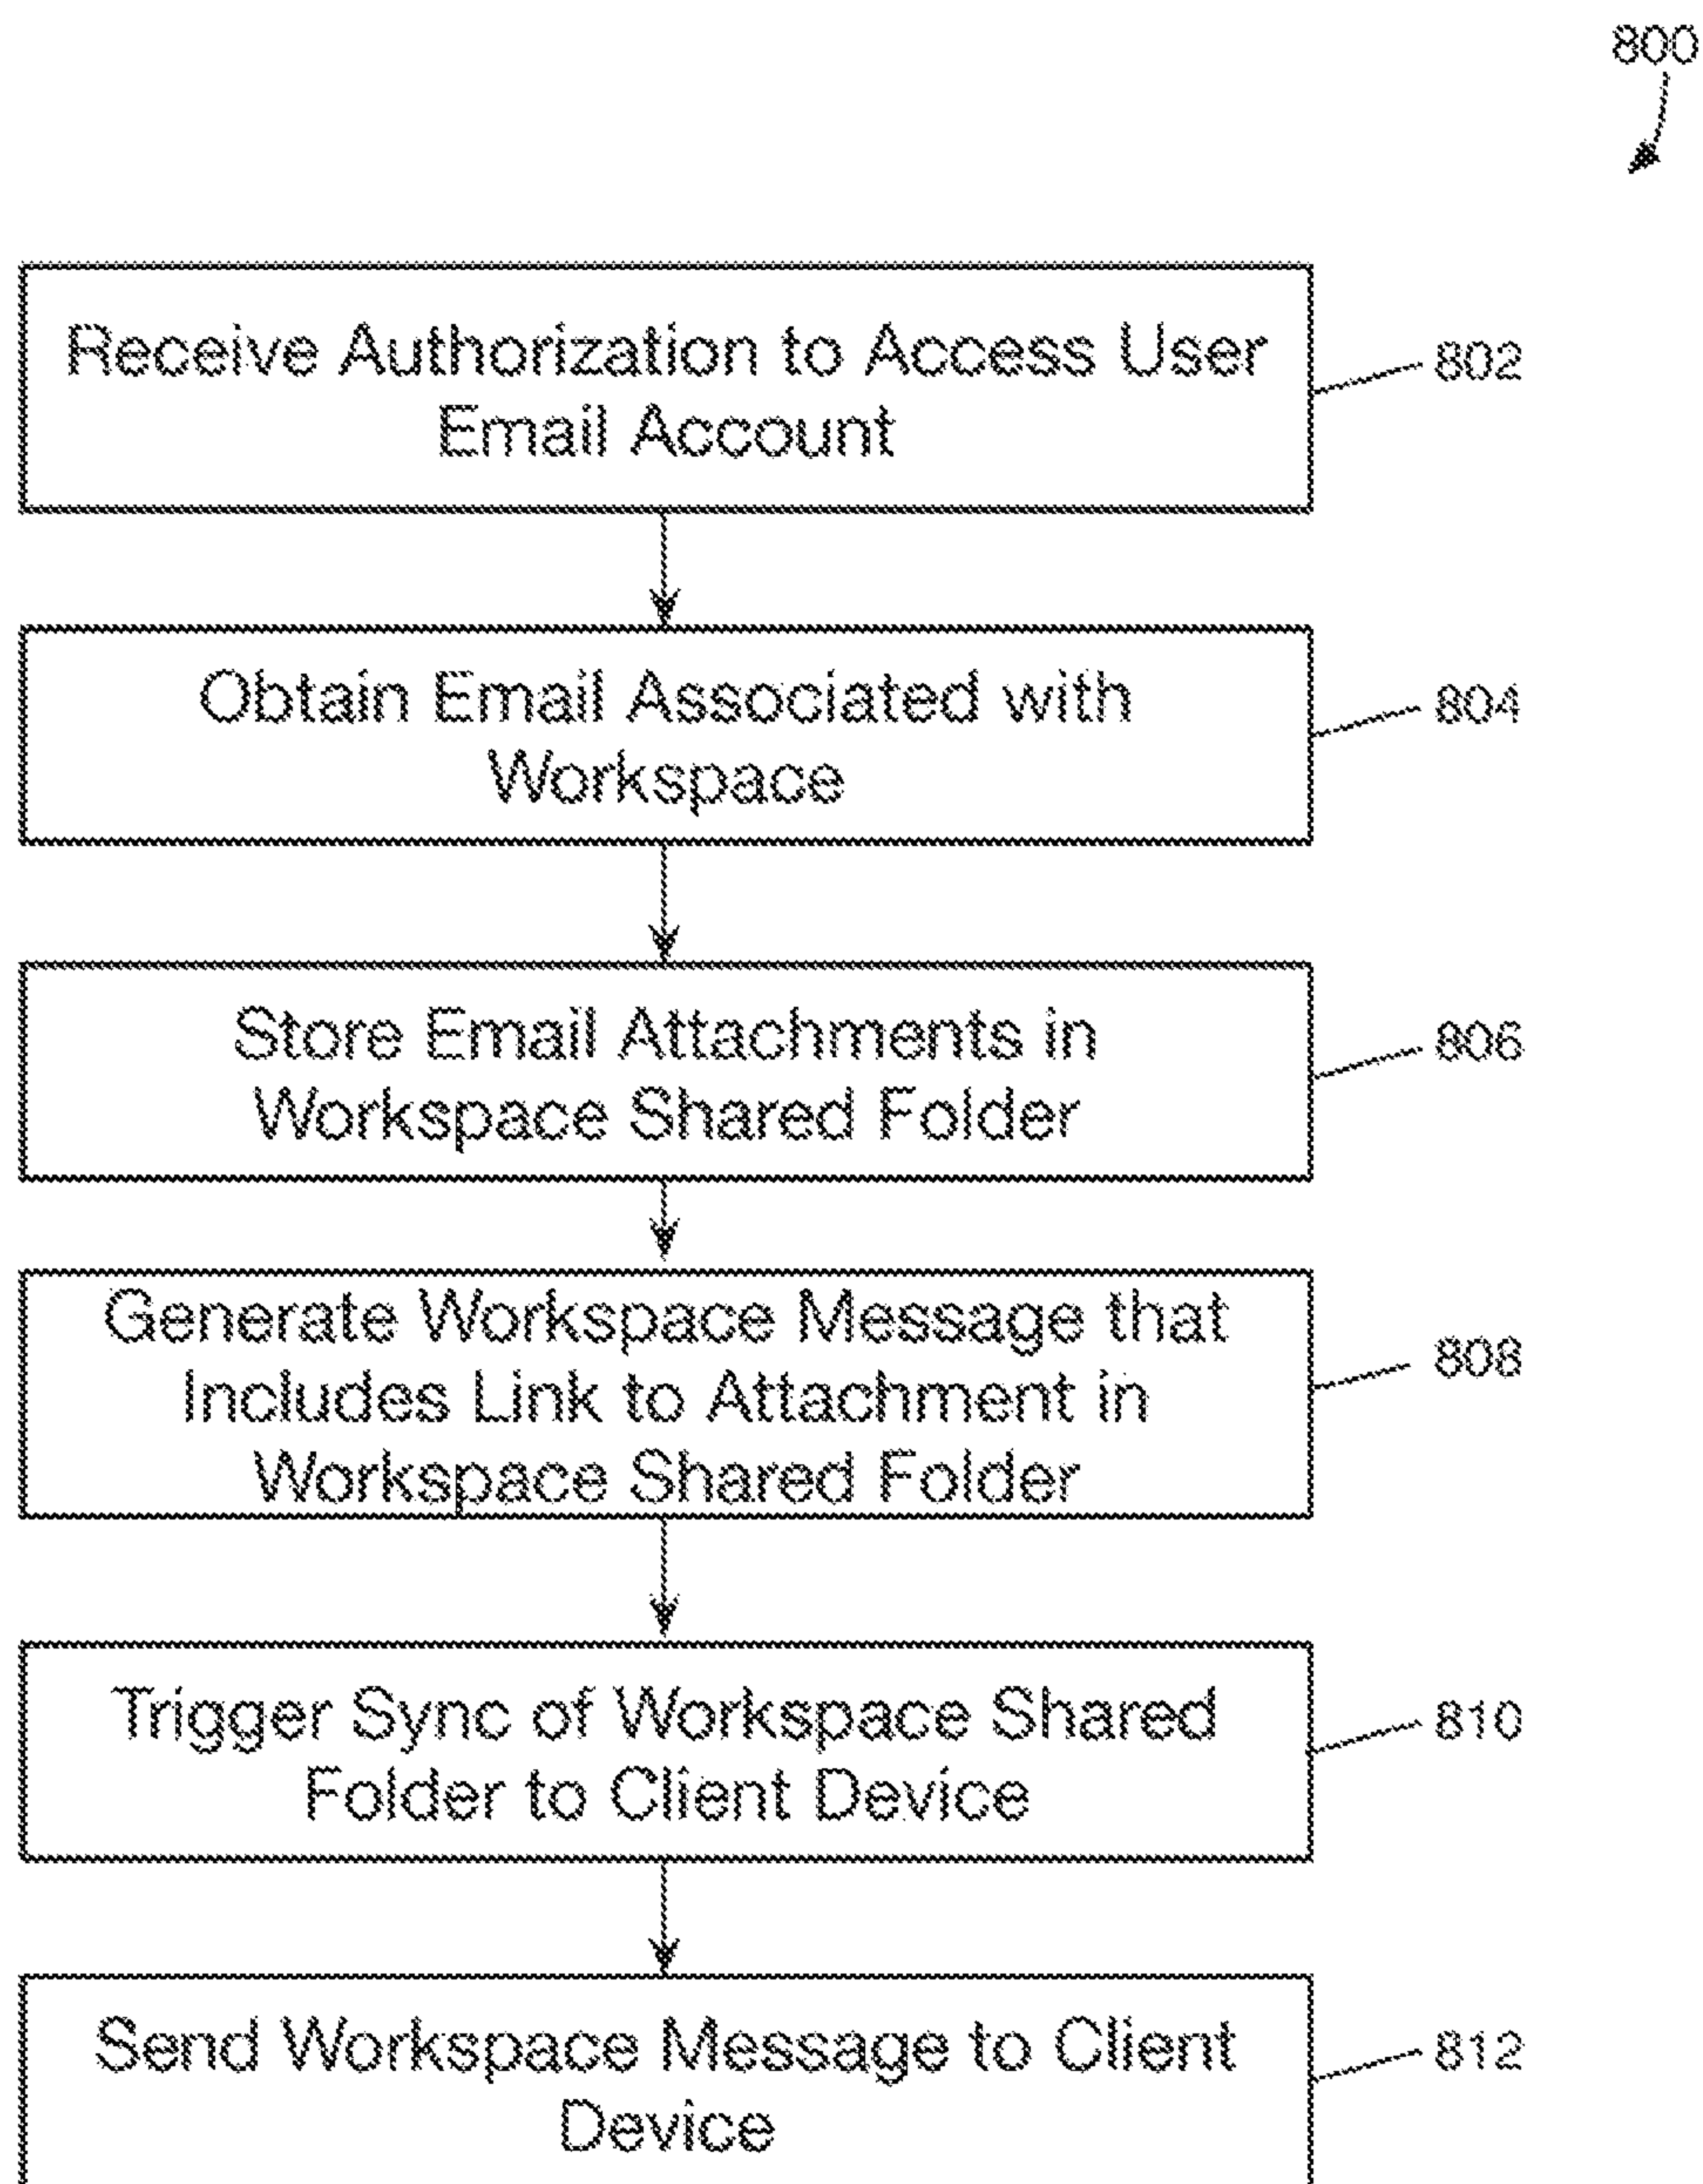 800
Receive Authorization to Access User
Email Account
802
Obtain Email Associated with
Workspace
804
Store Email Attachments in
Workspace Shared Folder
806
Generate Workspace Message that
Includes Link to Attachment in
Workspace Shared Folder
808
Trigger Sync of Workspace Shared
Folder to Client Device
810
Send Workspace Message to Client
Device
812